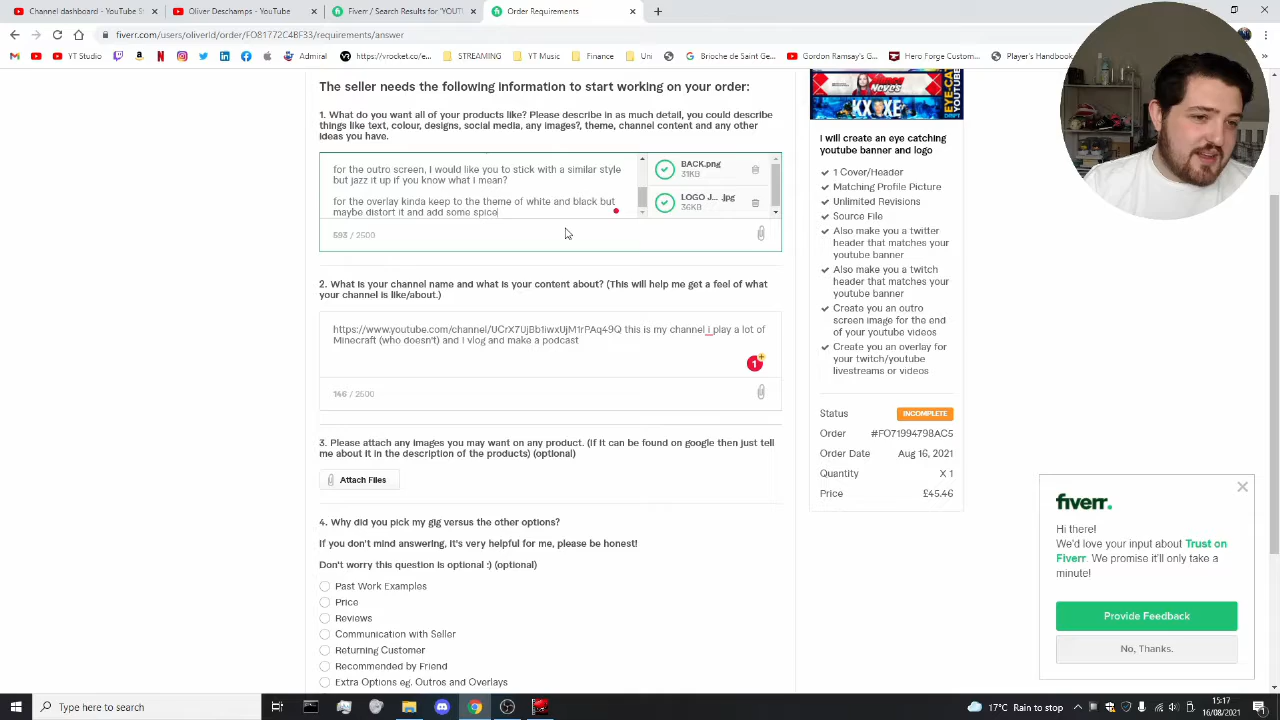 Channel Dashboard - YouTube S
Jack Deschaux - YouTube
Fiverr / Search Results for 'YOUT
Order Requirements
fiverr.com/users/oliverld/orders/FO81772C4BF33/requirements/answer
YT Studio
https://vrocket.co/e...
STREAMING
YT Music
Finance
Uni
Brioche de Saint Ge...
Gordon Ramsay's G...
Hero Forge Custom...
Player's Handbook
The seller needs the following information to start working on your order:
1. What do you want all of your products like? Please describe in as much detail, you could describe
things like text, colour, designs, social media, any images?, theme, channel content and any other
ideas you have.
for the outro screen, I would like you to stick with a similar style
but jazz it up if you know what I mean?
for the overlay kinda keep to the theme of white and black but
maybe distort it and add some spice
BACK.png
31KB
LOGO J... .jpg
36KB
593 / 2500
2. What is your channel name and what is your content about? (This will help me get a feel of what
your channel is like/about.)
https://www.youtube.com/channel/UCrX7UjBb1iwxUjM1rPAq49Q this is my channel i play a lot of
Minecraft (who doesn't) and I vlog and make a podcast
1
146 / 2500
3. Please attach any images you may want on any product. (If it can be found on google then just tell
me about it in the description of the products) (optional)
Attach Files
4. Why did you pick my gig versus the other options?
If you don't mind answering, it's very helpful for me, please be honest!
Don't worry this question is optional :) (optional)
Past Work Examples
Price
Reviews
Communication with Seller
Returning Customer
Recommended by Friend
Extra Options eg. Outros and Overlays
I will create an eye catching
youtube banner and logo
1 Cover/Header
Matching Profile Picture
Unlimited Revisions
Source File
Also make you a twitter
header that matches your
youtube banner
Also make you a twitch
header that matches your
youtube banner
Create you an outro
screen image for the end
of your youtube videos
Create you an overlay for
your twitch/youtube
livestreams or videos
Status INCOMPLETE
Order #FO71994798AC5
Order Date Aug 16, 2021
Quantity X 1
Price £45.46
fiverr.
Hi there!
We'd love your input about Trust on
Fiverr. We promise it'll only take a
minute!
Provide Feedback
No, Thanks.
Type here to search
17°C Rain to stop
15:17
16/08/2021